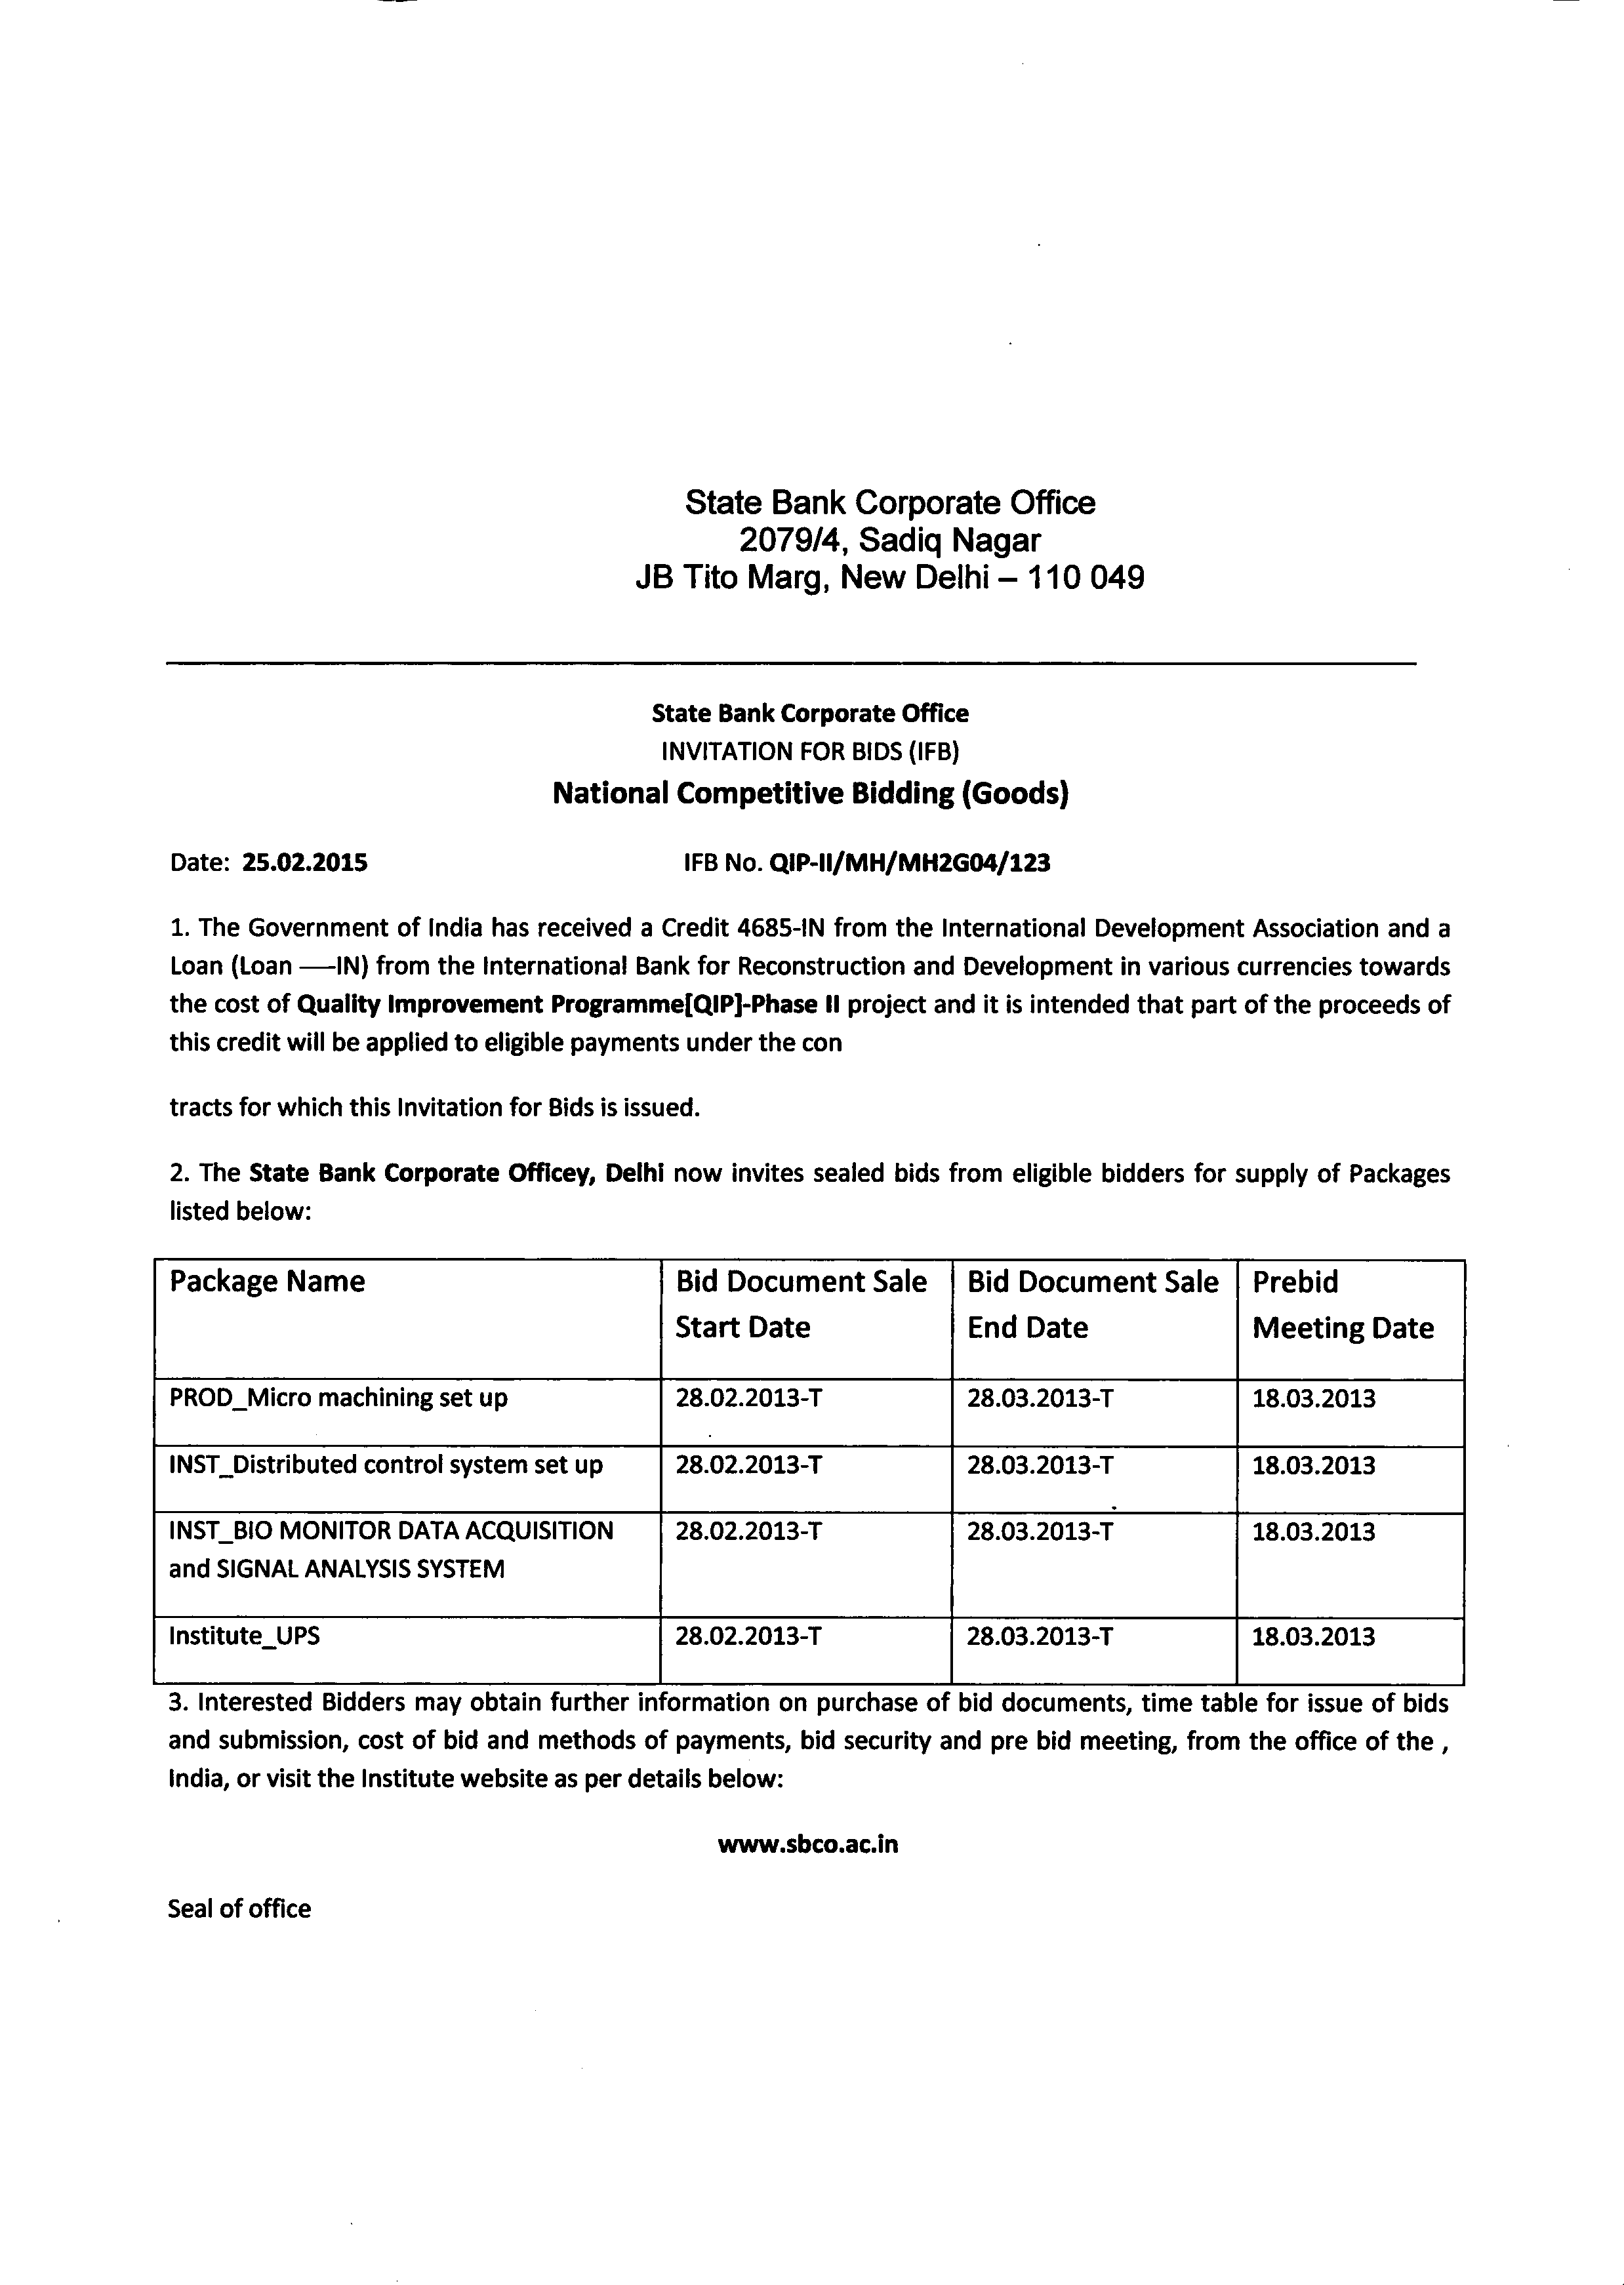 State Bank Corporate Office
2079/4, Sadiq Nagar
JB Tito Marg, New Delhi – 110 049
State Bank Corporate Office
INVITATION FOR BIDS (IFB)
National Competitive Bidding (Goods)
Date: 25.02.2015 IFB No. QIP-II/MH/MH2G04/123
1. The Government of India has received a Credit 4685-IN from the International Development Association and a
Loan (Loan —–IN) from the International Bank for Reconstruction and Development in various currencies towards
the cost of Quality Improvement Programme[QIP]-Phase II project and it is intended that part of the proceeds of
this credit will be applied to eligible payments under the con
tracts for which this Invitation for Bids is issued.
2. The State Bank Corporate Officey, Delhi now invites sealed bids from eligible bidders for supply of Packages
listed below:
Package Name Bid Document Sale Bid Document Sale Prebid
Start Date End Date Meeting Date
PROD_Micro machining set up 28.02.2013-T 28.03.2013-T 18.03.2013
INST_Distributed control system set up 28.02.2013-T 28.03.2013-T 18.03.2013
INST_BIO MONITOR DATA ACQUISITION 28.02.2013-T 28.03.2013-T 18.03.2013
and SIGNAL ANALYSIS SYSTEM
Institute_UPS 28.02.2013-T 28.03.2013-T 18.03.2013
3. Interested Bidders may obtain further information on purchase of bid documents, time table for issue of bids
and submission, cost of bid and methods of payments, bid security and pre bid meeting, from the office of the ,
India, or visit the Institute website as per details below:
www.sbco.ac.in
Seal of office